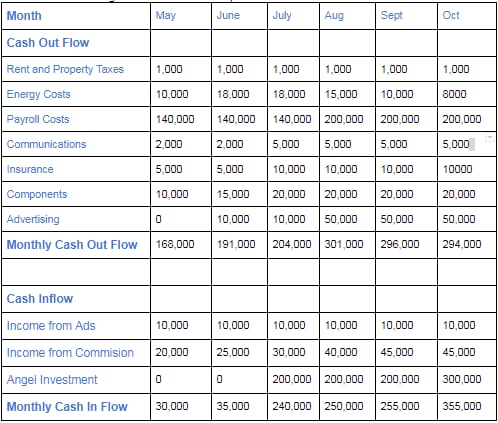 Month May June July Aug Sept Oct
Cash Out Flow
Rent and Property Taxes 1,000 1,000 1,000 1,000 1,000 1,000
Energy Costs 10,000 18,000 18,000 15,000 10,000 8000
Payroll Costs 140,000 140,000 140,000 200,000 200,000 200,000
Communications 2,000 2,000 5,000 5,000 5,000 5,000
Insurance 5,000 5,000 10,000 10,000 10,000 10000
Components 10,000 15,000 20,000 20,000 20,000 20,000
Advertising 0 10,000 10,000 50,000 50,000 50,000
Monthly Cash Out Flow 168,000 191,000 204,000 301,000 296,000 294,000
Cash Inflow
Income from Ads 10,000 10,000 10,000 10,000 10,000 10,000
Income from Commision 20,000 25,000 30,000 40,000 45,000 45,000
Angel Investment 0 0 200,000 200,000 200,000 300,000
Monthly Cash In Flow 30,000 35,000 240,000 250,000 255,000 355,000